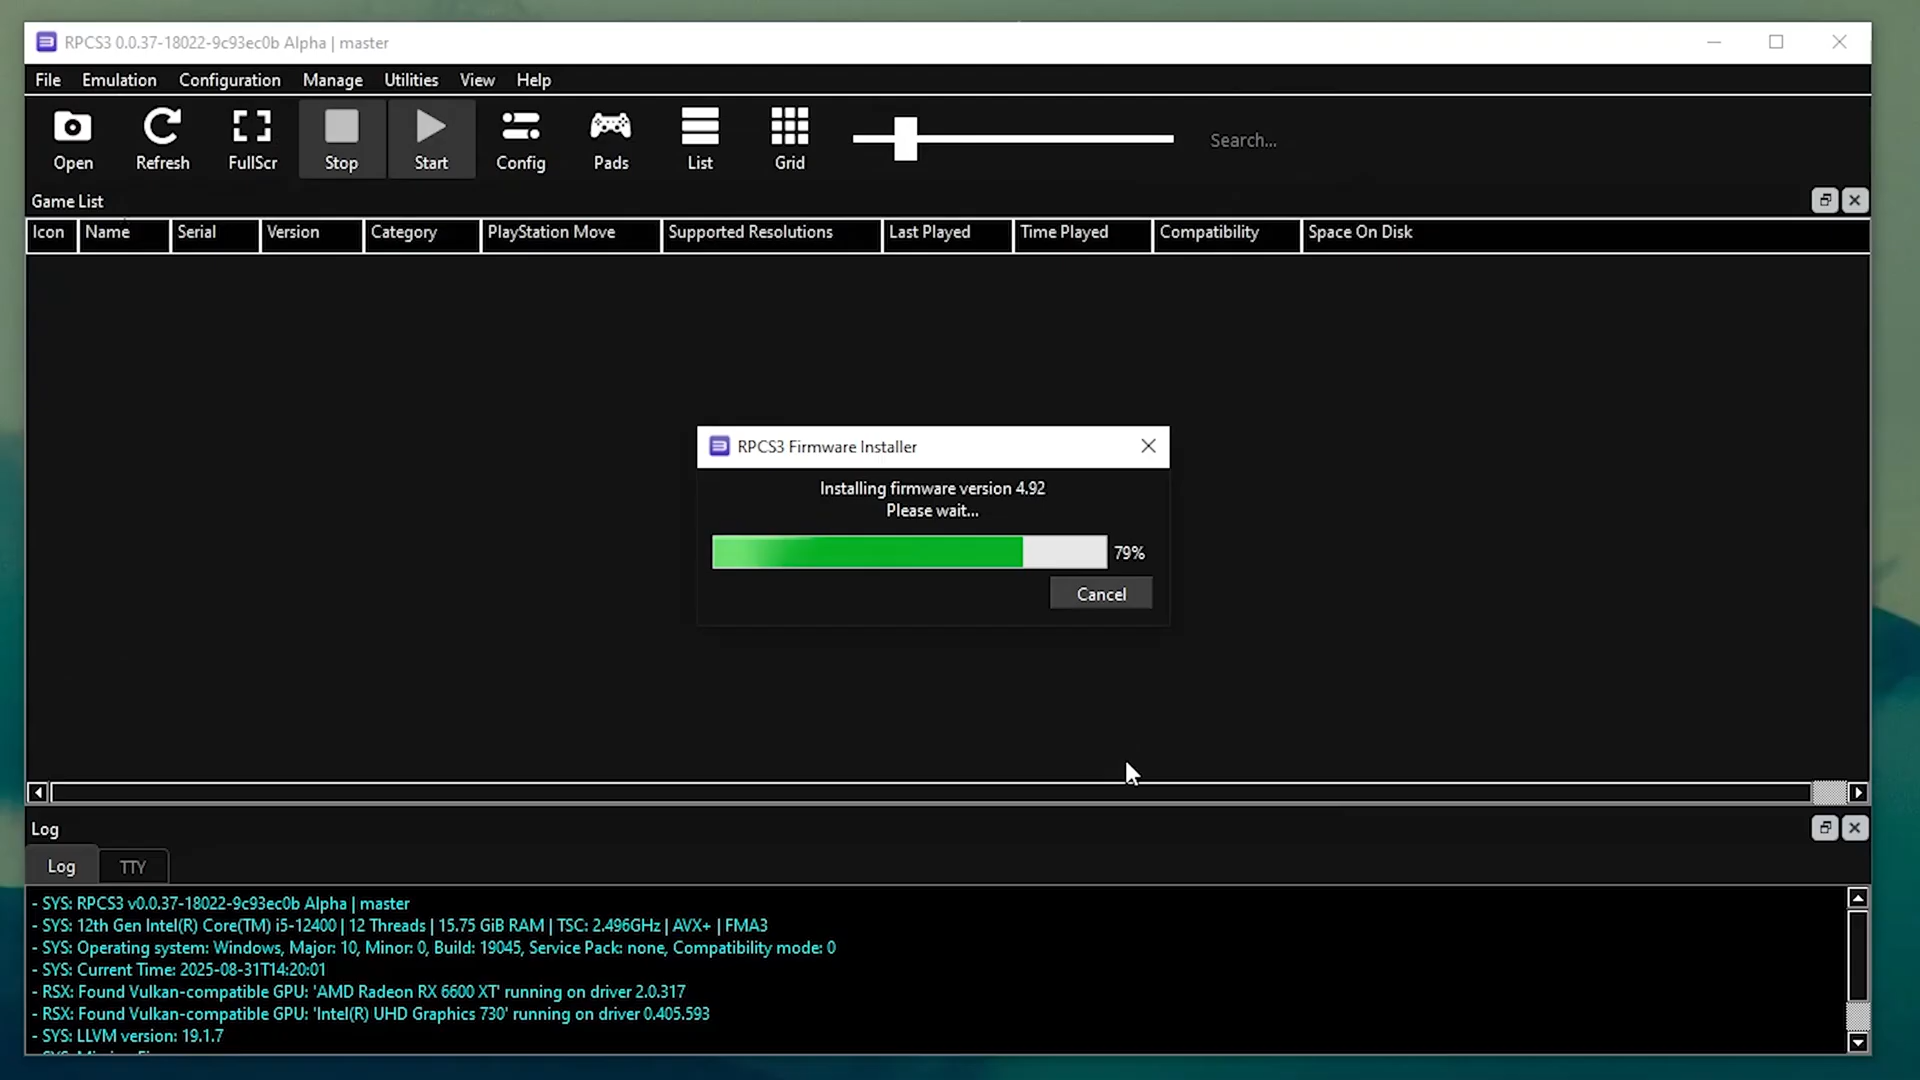 RPCS3 0.0.37-18022-9c93ec0b Alpha | master
File Emulation Configuration Manage Utilities View Help
Open Refresh FullScr Stop Start Config Pads List Grid Search...
Game List
Icon Name Serial Version Category PlayStation Move Supported Resolutions Last Played Time Played Compatibility Space On Disk
RPCS3 Firmware Installer
Installing firmware version 4.92
Please wait...
79%
Cancel
Log
Log TTY
- SYS: RPCS3 v0.0.37-18022-9c93ec0b Alpha | master
- SYS: 12th Gen Intel(R) Core(TM) i5-12400 | 12 Threads | 15.75 GiB RAM | TSC: 2.496GHz | AVX+ | FMA3
- SYS: Operating system: Windows, Major: 10, Minor: 0, Build: 19045, Service Pack: none, Compatibility mode: 0
- SYS: Current Time: 2025-08-31T14:20:01
- RSX: Found Vulkan-compatible GPU: 'AMD Radeon RX 6600 XT' running on driver 2.0.317
- RSX: Found Vulkan-compatible GPU: 'Intel(R) UHD Graphics 730' running on driver 0.405.593
- SYS: LLVM version: 19.1.7